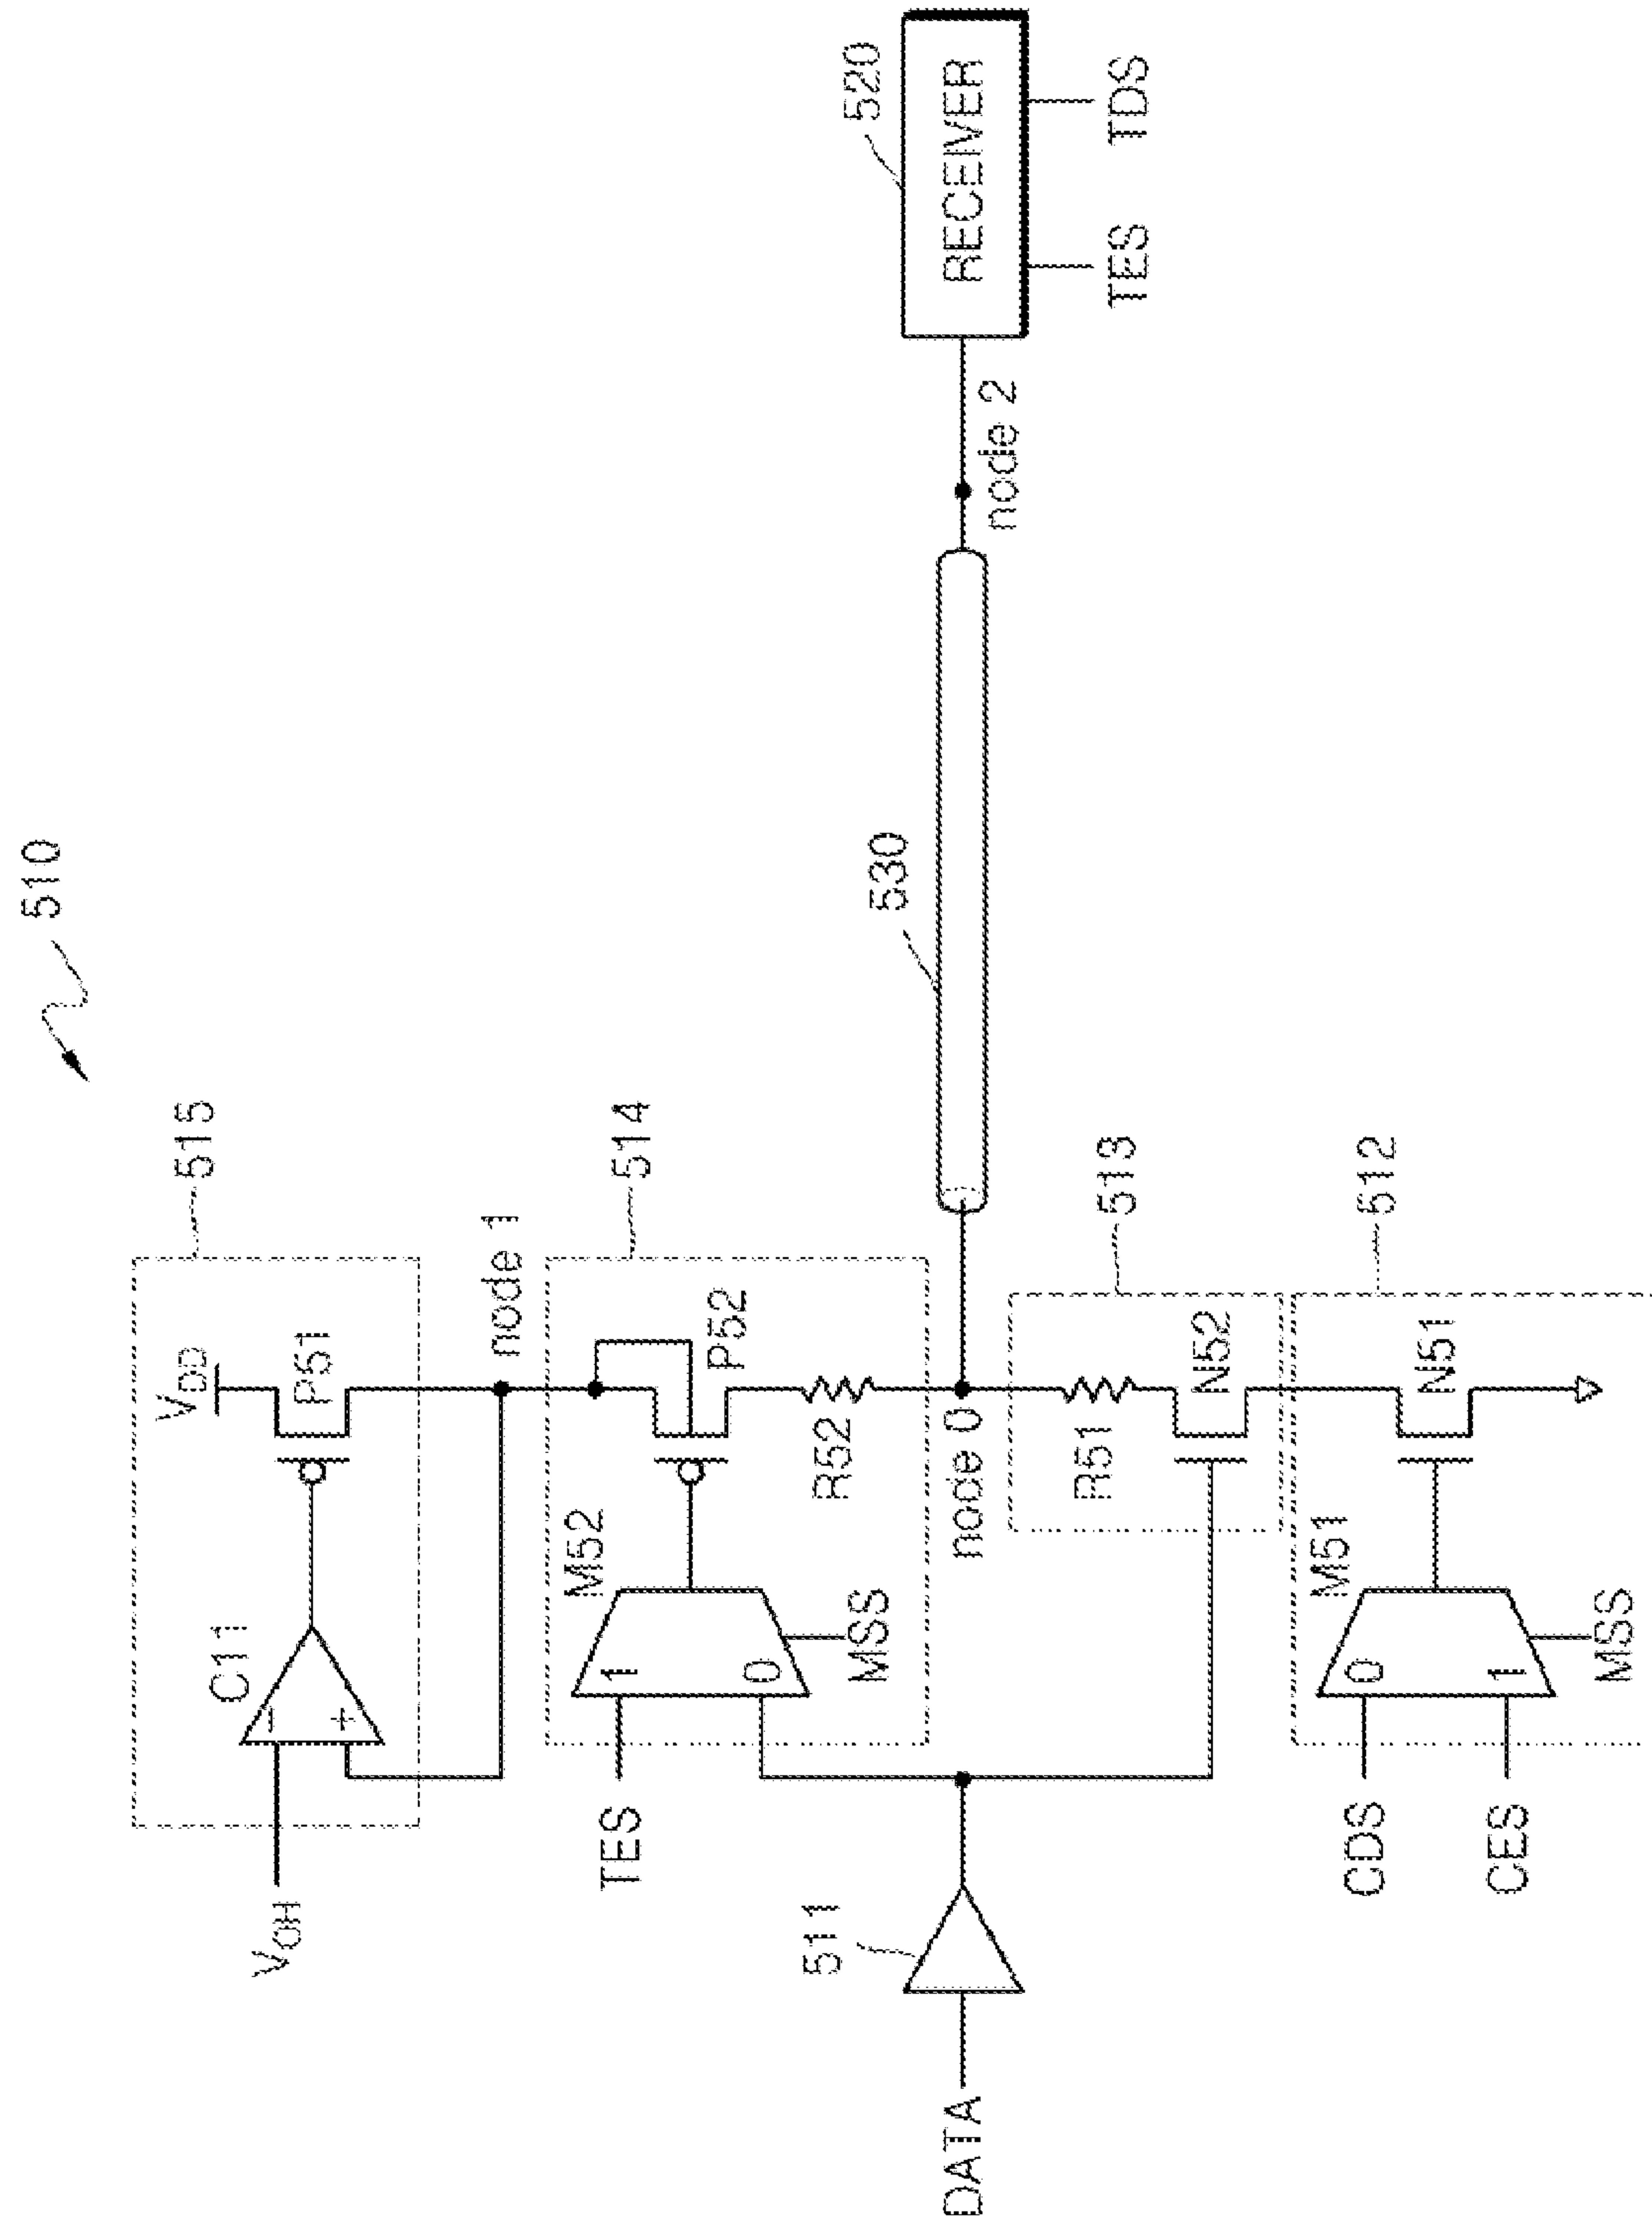 510
515
VDD
P51
C11
−
+
VOH
node 1
514
M52
P52
1
0
TES
MSS
R52
511
DATA
node 0
530
node 2
520
RECEIVER
TES
TDS
513
R51
N52
512
M51
N51
0
1
CDS
CES
MSS